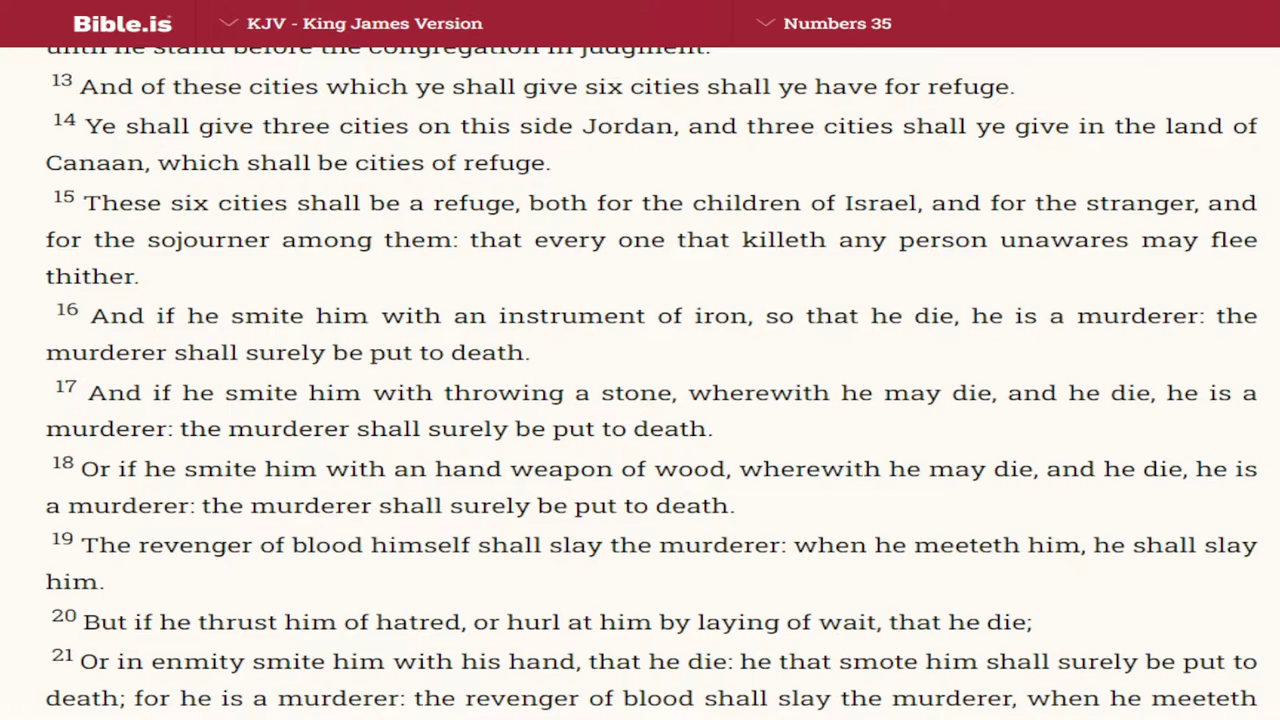 Bible.is KJV - King James Version Numbers 35
until he stand before the congregation in judgment.
13 And of these cities which ye shall give six cities shall ye have for refuge.
14 Ye shall give three cities on this side Jordan, and three cities shall ye give in the land of
Canaan, which shall be cities of refuge.
15 These six cities shall be a refuge, both for the children of Israel, and for the stranger, and
for the sojourner among them: that every one that killeth any person unawares may flee
thither.
16 And if he smite him with an instrument of iron, so that he die, he is a murderer: the
murderer shall surely be put to death.
17 And if he smite him with throwing a stone, wherewith he may die, and he die, he is a
murderer: the murderer shall surely be put to death.
18 Or if he smite him with an hand weapon of wood, wherewith he may die, and he die, he is
a murderer: the murderer shall surely be put to death.
19 The revenger of blood himself shall slay the murderer: when he meeteth him, he shall slay
him.
20 But if he thrust him of hatred, or hurl at him by laying of wait, that he die;
21 Or in enmity smite him with his hand, that he die: he that smote him shall surely be put to
death; for he is a murderer: the revenger of blood shall slay the murderer, when he meeteth